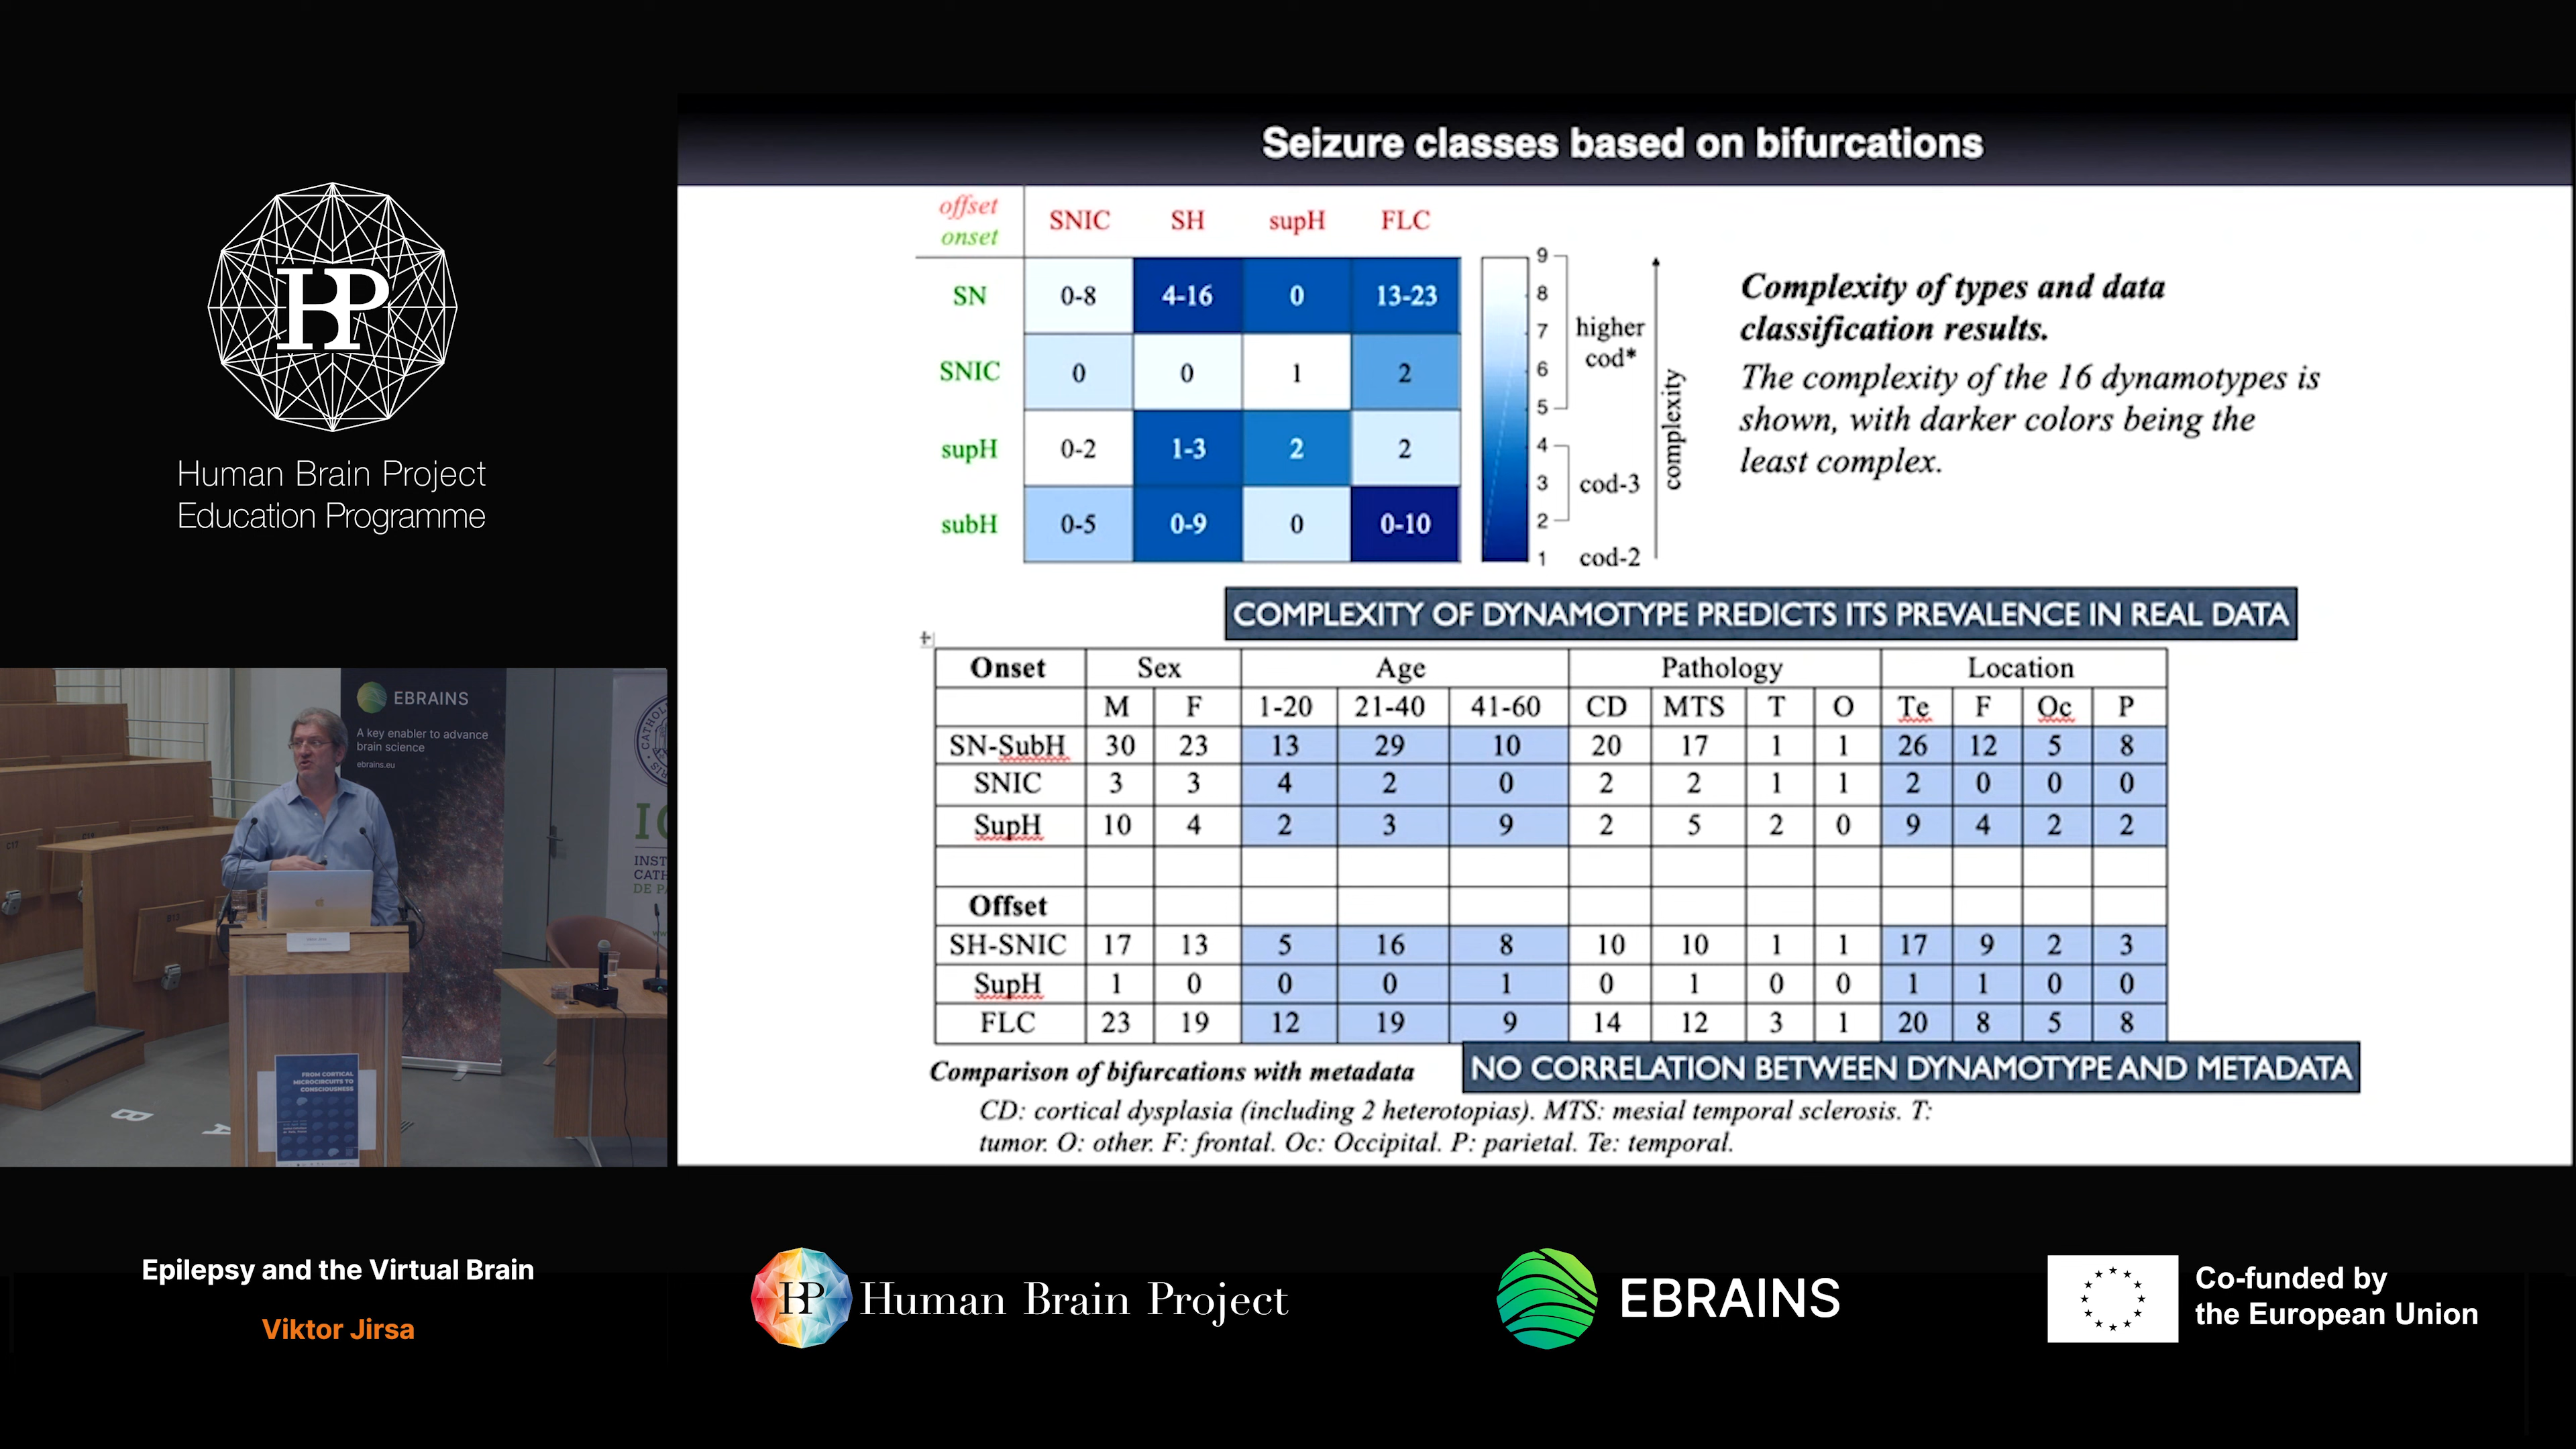 HBP
Human Brain Project
Education Programme
Seizure classes based on bifurcations
offset
onset
SNIC SH supH FLC
SN 0-8 4-16 0 13-23
SNIC 0 0 1 2
supH 0-2 1-3 2 2
subH 0-5 0-9 0 0-10
9
8
7
6
5
4
3
2
1
higher
cod*
cod-3
cod-2
complexity
Complexity of types and data
classification results.
The complexity of the 16 dynamotypes is
shown, with darker colors being the
least complex.
COMPLEXITY OF DYNAMOTYPE PREDICTS ITS PREVALENCE IN REAL DATA
Onset Sex Age Pathology Location
M F 1-20 21-40 41-60 CD MTS T O Te F Oc P
SN-SubH 30 23 13 29 10 20 17 1 1 26 12 5 8
SNIC 3 3 4 2 0 2 2 1 1 2 0 0 0
SupH 10 4 2 3 9 2 5 2 0 9 4 2 2
Offset
SH-SNIC 17 13 5 16 8 10 10 1 1 17 9 2 3
SupH 1 0 0 0 1 0 1 0 0 1 1 0 0
FLC 23 19 12 19 9 14 12 3 1 20 8 5 8
Comparison of bifurcations with metadata
NO CORRELATION BETWEEN DYNAMOTYPE AND METADATA
CD: cortical dysplasia (including 2 heterotopias). MTS: mesial temporal sclerosis. T:
tumor. O: other. F: frontal. Oc: Occipital. P: parietal. Te: temporal.
EBRAINS
A key enabler to advance
brain science
ebrains.eu
INST
CATH
DE PA
FROM CORTICAL
MICROCIRCUITS TO
CONSCIOUSNESS
Epilepsy and the Virtual Brain
Viktor Jirsa
HBP Human Brain Project
EBRAINS
Co-funded by
the European Union